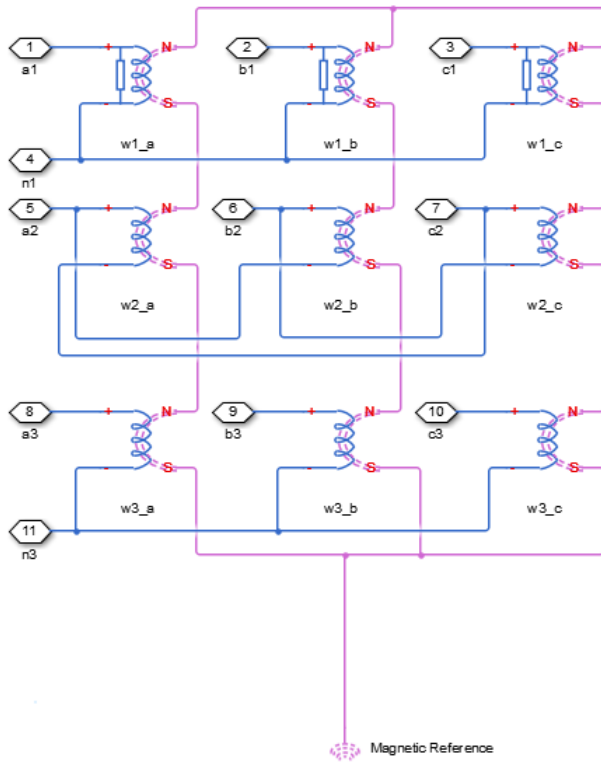 1 2 3
+ N + N + N
a1 b1 c1
- S - S - S
w1_a w1_b w1_c
4
n1
5 6 7
+ N + N + N
a2 b2 c2
- S - S - S
w2_a w2_b w2_c
8 9 10
+ N + N + N
a3 b3 c3
- S - S - S
w3_a w3_b w3_c
11
n3
Magnetic Reference